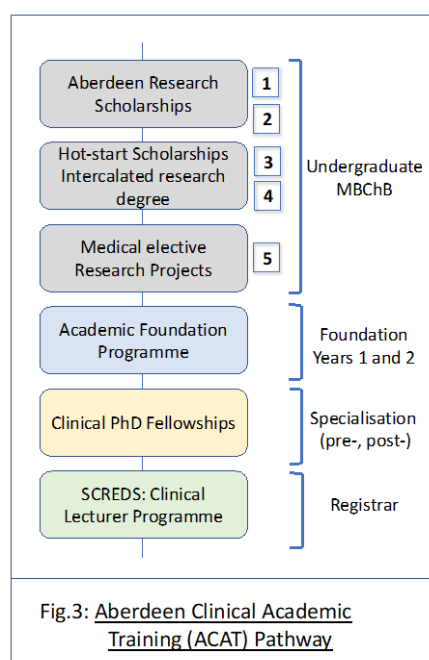 Aberdeen Research
Scholarships
1
2
Hot-start Scholarships
Intercalated research
degree
3
4
Medical elective
Research Projects
5
Undergraduate
MBChB
Academic Foundation
Programme
Foundation
Years 1 and 2
Clinical PhD Fellowships
Specialisation
(pre-, post-)
SCREDS: Clinical
Lecturer Programme
Registrar
Fig.3: Aberdeen Clinical Academic
Training (ACAT) Pathway